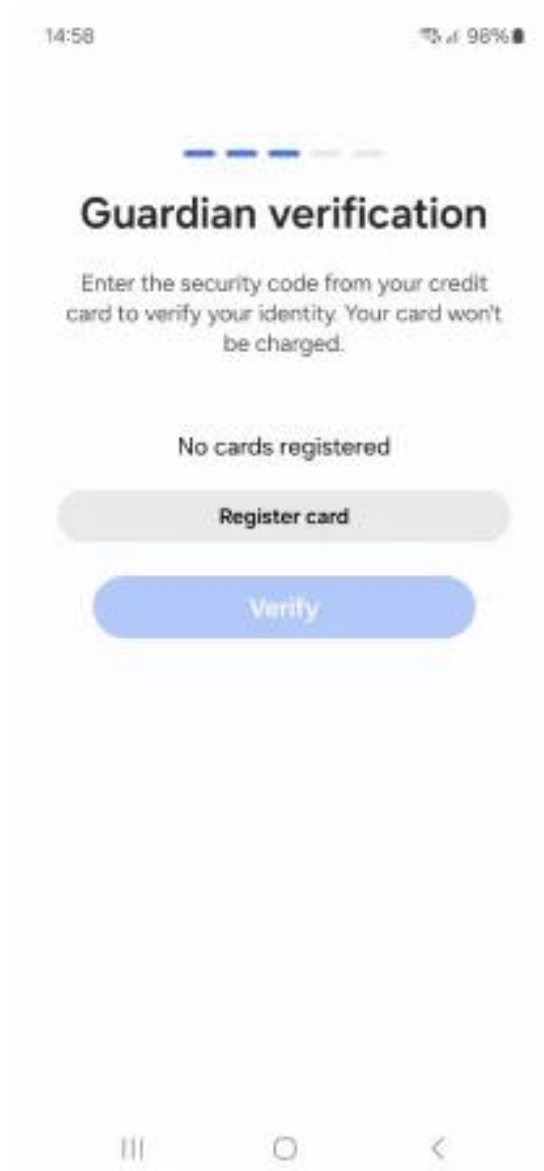 14:58
98%
Guardian verification
Enter the security code from your credit
card to verify your identity. Your card won't
be charged.
No cards registered
Register card
Verify